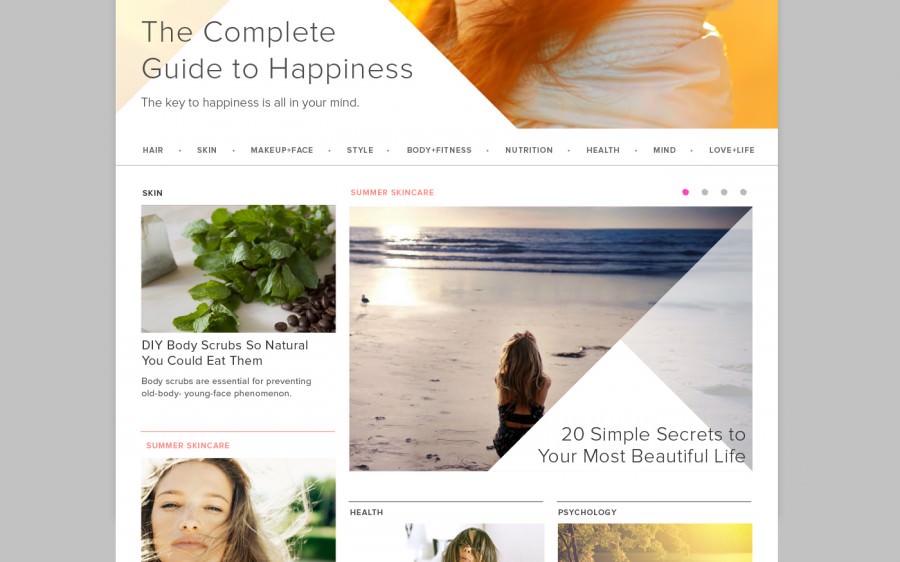 The Complete
Guide to Happiness
The key to happiness is all in your mind.
HAIR • SKIN • MAKEUP+FACE • STYLE • BODY+FITNESS • NUTRITION • HEALTH • MIND • LOVE+LIFE
SKIN
DIY Body Scrubs So Natural
You Could Eat Them
Body scrubs are essential for preventing
old-body- young-face phenomenon.
SUMMER SKINCARE
SUMMER SKINCARE
20 Simple Secrets to
Your Most Beautiful Life
HEALTH
PSYCHOLOGY